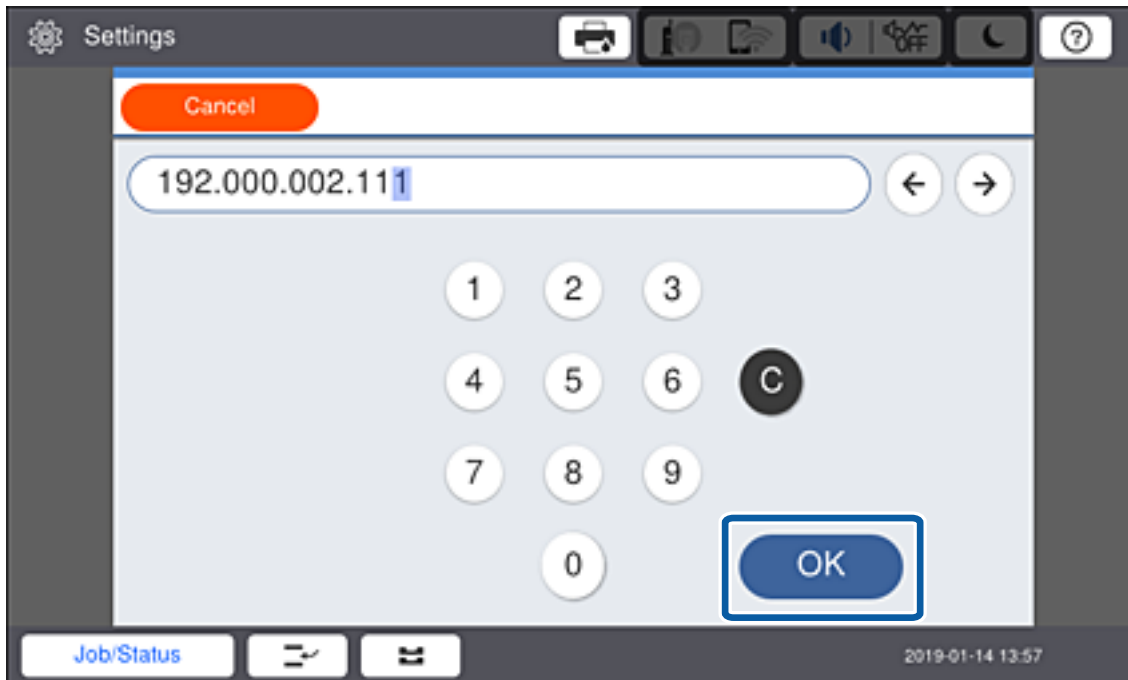 Settings
OFF
?
Cancel
192.000.002.111
1 2 3
4 5 6 C
7 8 9
0 OK
Job/Status
2019-01-14 13:57